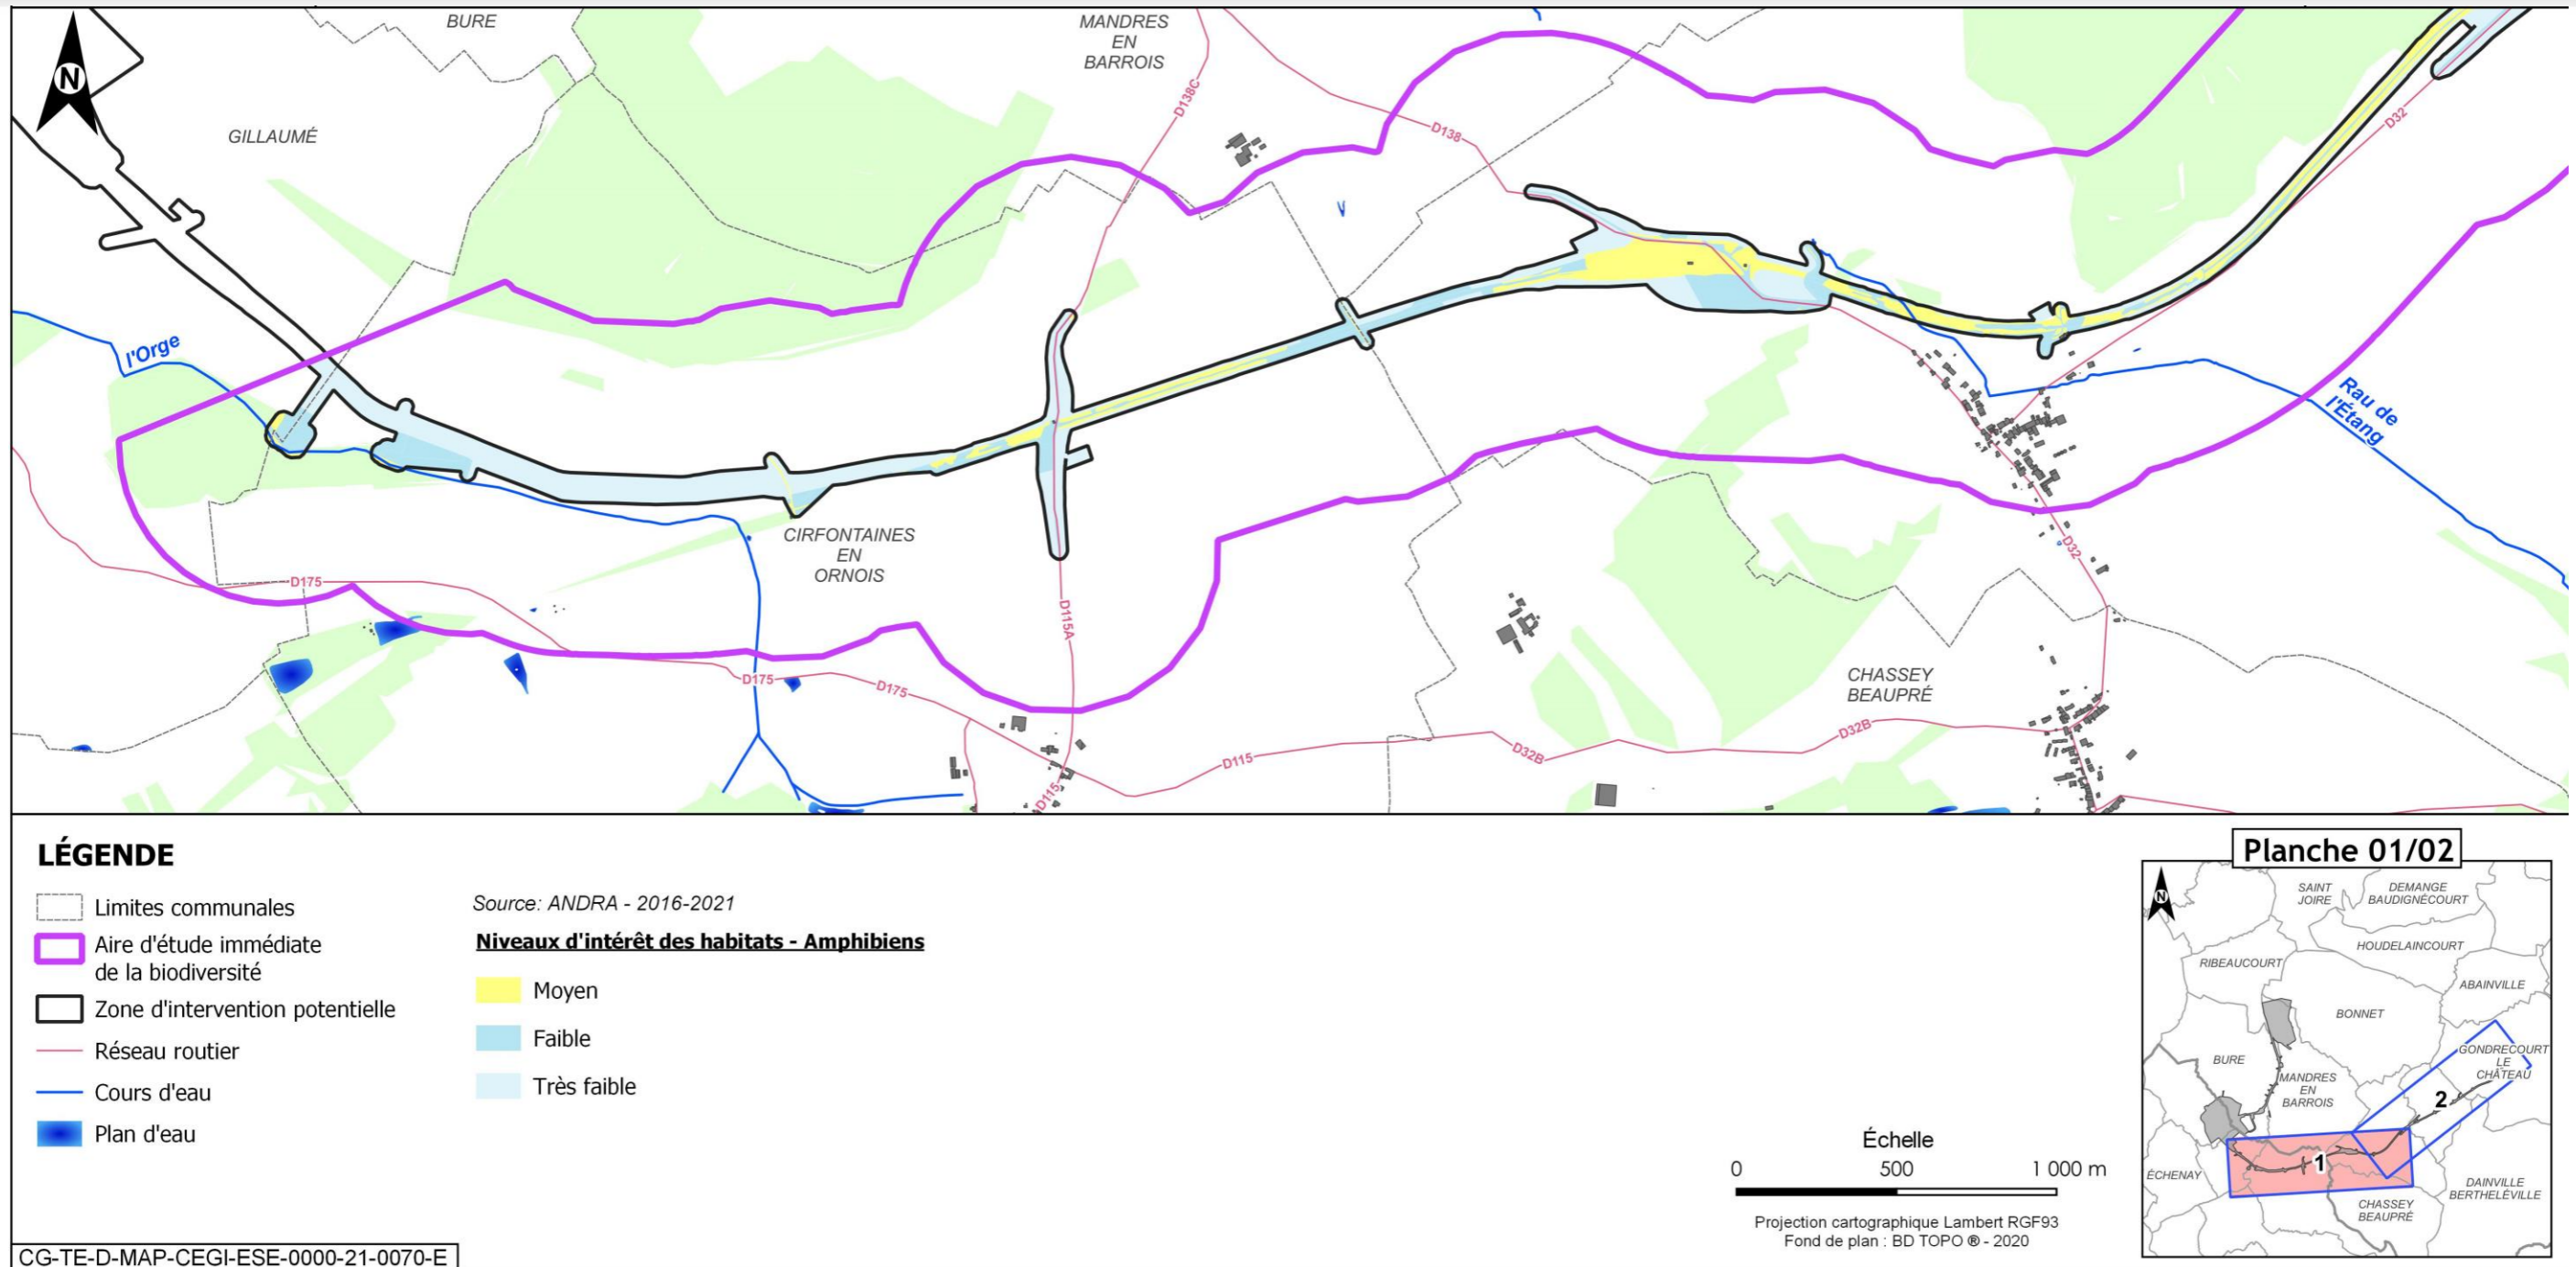 BURE
MANDRES
EN
BARROIS
N
GILLAUMÉ
D138C
D138
D32
l'Orge
Rau de
l'Étang
CIRFONTAINES
EN
ORNOIS
D175
D115A
D32
D175
D175
CHASSEY
BEAUPRÉ
D115
D32B
D32B
D115
LÉGENDE
Limites communales
Aire d'étude immédiate
de la biodiversité
Zone d'intervention potentielle
Réseau routier
Cours d'eau
Plan d'eau
Source: ANDRA - 2016-2021
Niveaux d'intérêt des habitats - Amphibiens
Moyen
Faible
Très faible
Échelle
0 500 1 000 m
Projection cartographique Lambert RGF93
Fond de plan : BD TOPO ® - 2020
Planche 01/02
N
SAINT
JOIRE
DEMANGE
BAUDIGNÉCOURT
HOUDELAINCOURT
RIBEAUCOURT
ABAINVILLE
BONNET
GONDRECOURT
LE
CHÂTEAU
BURE
MANDRES
EN
BARROIS
2
1
ÉCHENAY
DAINVILLE
BERTHELÉVILLE
CHASSEY
BEAUPRÉ
CG-TE-D-MAP-CEGI-ESE-0000-21-0070-E